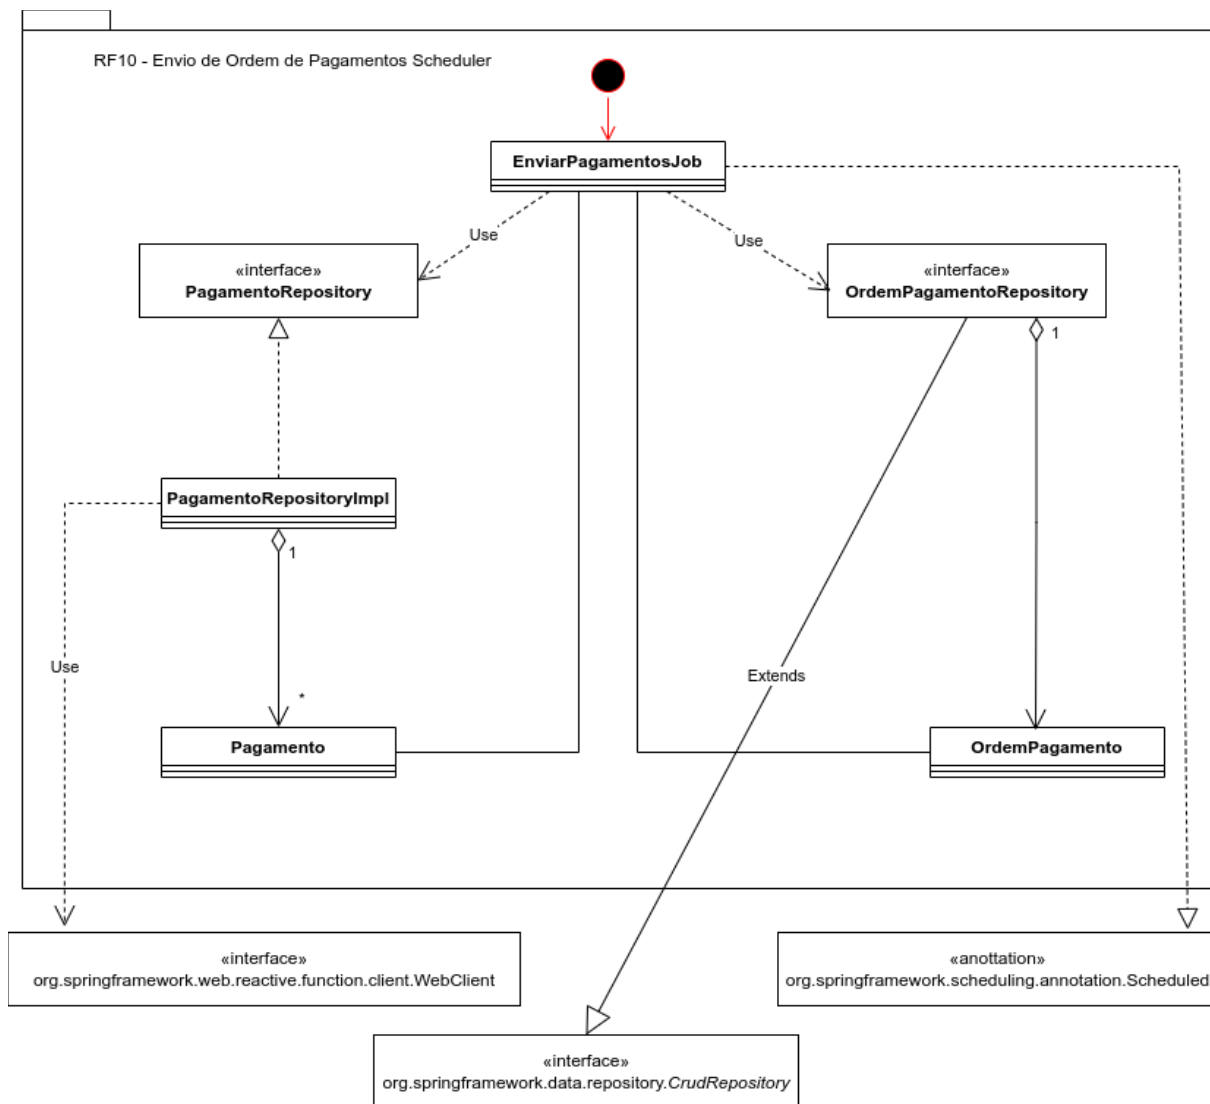 RF10 - Envio de Ordem de Pagamentos Scheduler
EnviarPagamentosJob
Use
Use
«interface»
PagamentoRepository
«interface»
OrdemPagamentoRepository
1
PagamentoRepositoryImpl
1
Use
Extends
*
Pagamento
OrdemPagamento
«interface»
org.springframework.web.reactive.function.client.WebClient
«anottation»
org.springframework.scheduling.annotation.Scheduled
«interface»
org.springframework.data.repository.CrudRepository